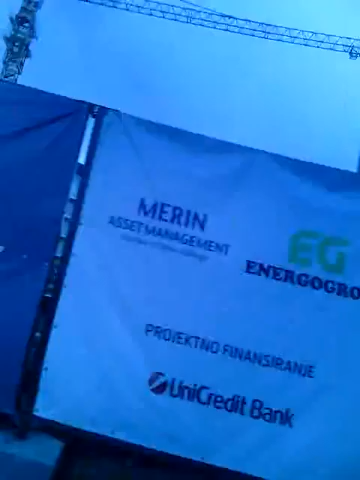 MERIN
ASSET MANAGEMENT
EG
ENERGOGRO
PROJEKTNO FINANSIRANJE
UniCredit Bank